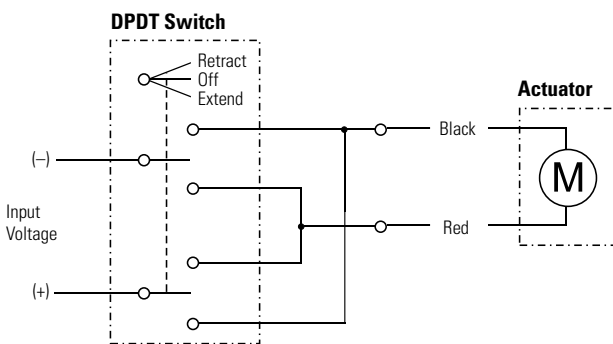 DPDT Switch
Retract
Off
Extend
Actuator
(–)
Black
M
Input
Voltage
Red
(+)